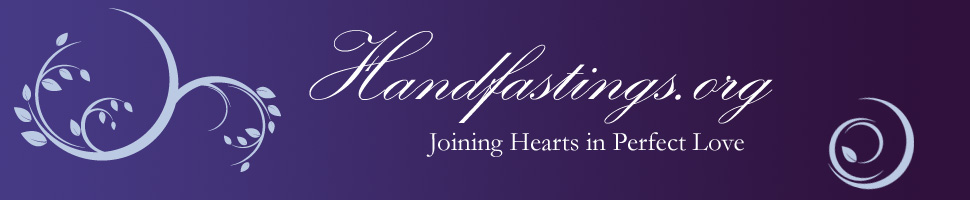 Handfastings.org
Joining Hearts in Perfect Love